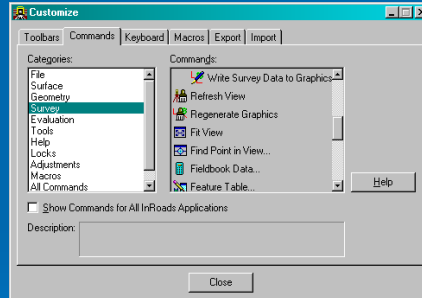 Customize
Toolbars Commands Keyboard Macros Export Import
Categories:
File
Surface
Geometry
Survey
Evaluation
Tools
Help
Locks
Adjustments
Macros
All Commands
Commands:
Write Survey Data to Graphics
Refresh View
Regenerate Graphics
Fit View
Find Point in View...
Fieldbook Data...
Feature Table...
Help
Show Commands for All InRoads Applications
Description:
Close